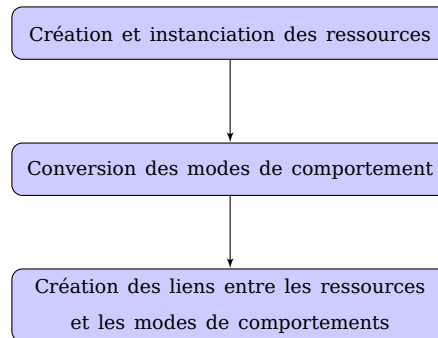 Création et instanciation des ressources
Conversion des modes de comportement
Création des liens entre les ressources
et les modes de comportements